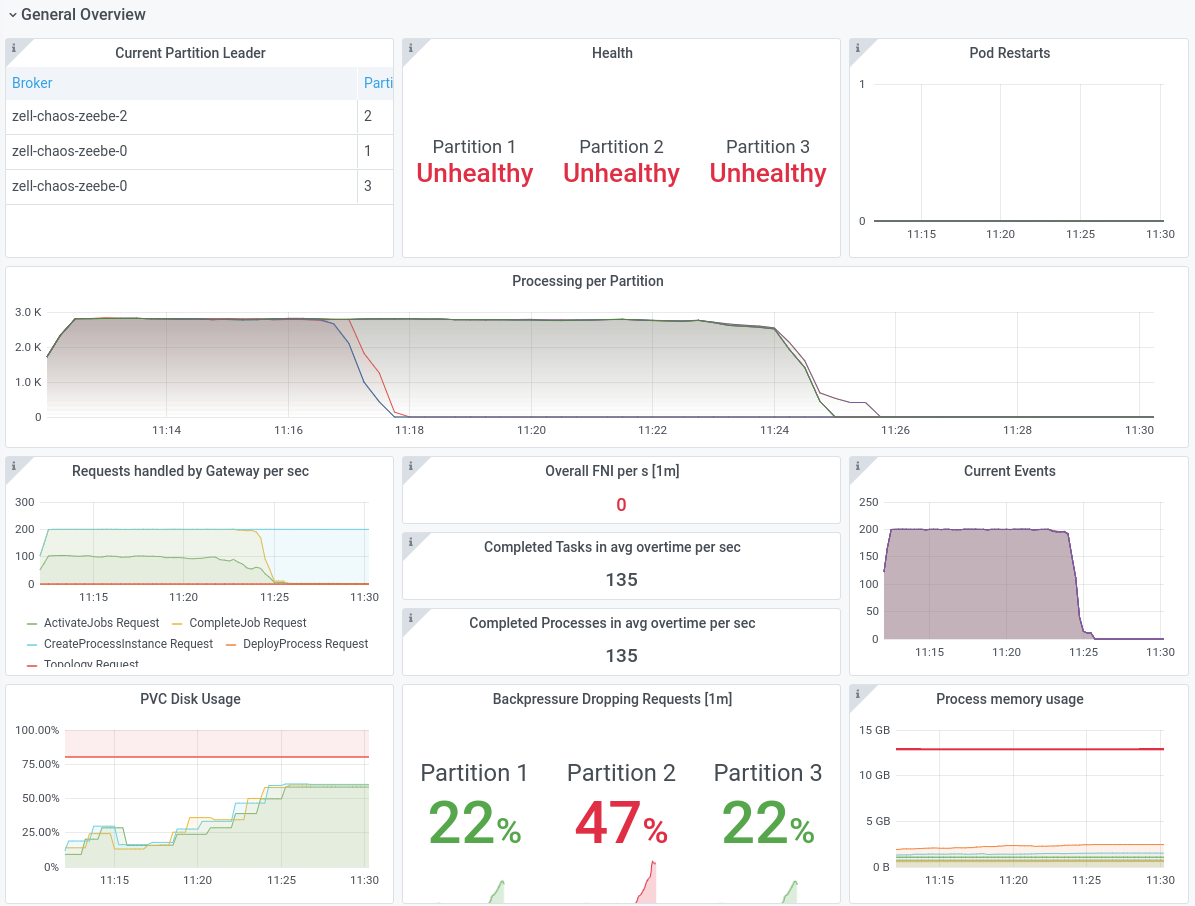 General Overview
Current Partition Leader
Broker Parti
zell-chaos-zeebe-2 2
zell-chaos-zeebe-0 1
zell-chaos-zeebe-0 3
Health
Partition 1 Partition 2 Partition 3
Unhealthy Unhealthy Unhealthy
Pod Restarts
1
0
11:15 11:20 11:25 11:30
Processing per Partition
3.0 K
2.0 K
1.0 K
0
11:14 11:16 11:18 11:20 11:22 11:24 11:26 11:28 11:30
Requests handled by Gateway per sec
300
200
100
0
11:15 11:20 11:25 11:30
ActivateJobs Request CompleteJob Request
CreateProcessInstance Request DeployProcess Request
Topology Request
Overall FNI per s [1m]
0
Completed Tasks in avg overtime per sec
135
Completed Processes in avg overtime per sec
135
Current Events
250
200
150
100
50
0
11:15 11:20 11:25 11:30
PVC Disk Usage
100.00%
75.00%
50.00%
25.00%
0%
11:15 11:20 11:25 11:30
Backpressure Dropping Requests [1m]
Partition 1 Partition 2 Partition 3
22% 47% 22%
Process memory usage
15 GB
10 GB
5 GB
0 B
11:15 11:20 11:25 11:30